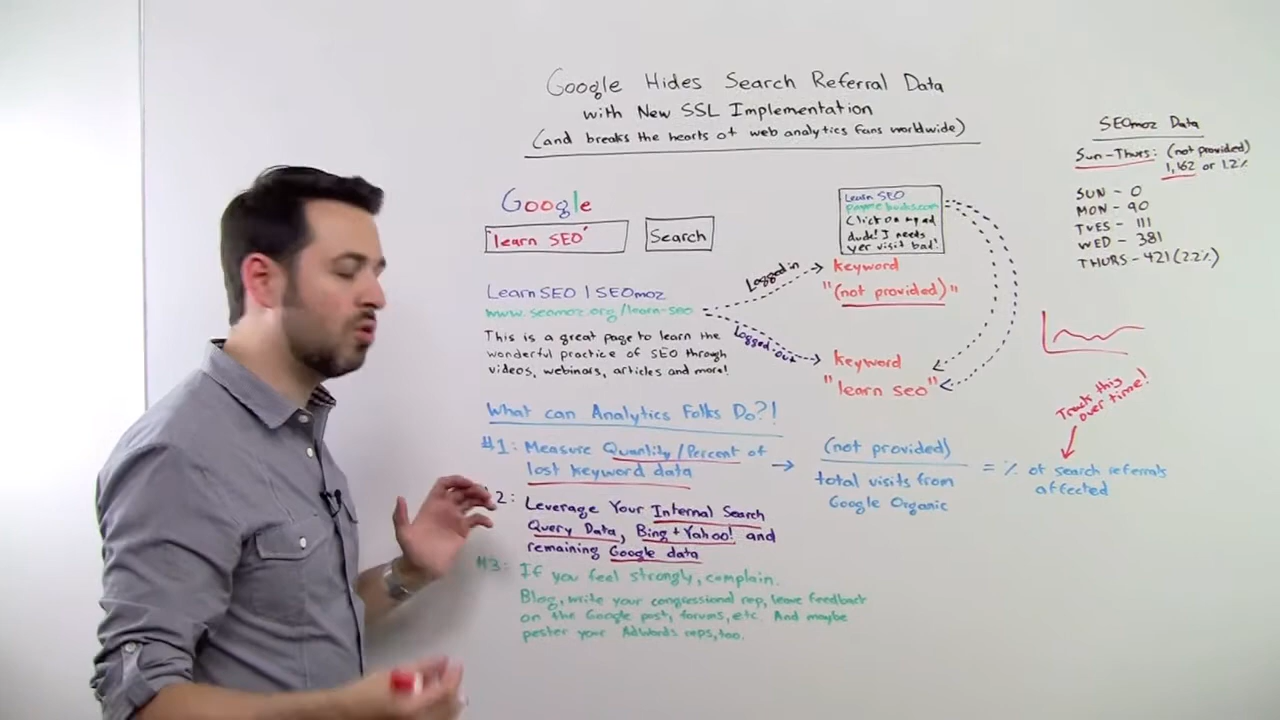 Google Hides Search Referral Data
with New SSL Implementation
(and breaks the hearts of web analytics fans worldwide)
SEOmoz Data
Sun-Thurs: (not provided)
1,162 or 1.2%
SUN - 0
MON - 90
TUES - 111
WED - 381
THURS - 421 (2.2%)
Google
"learn SEO"
Search
Learn SEO
Click on my ad
dude! I need
yer visit bad!
Learn SEO | SEOmoz
www.seomoz.org/learn-seo
This is a great page to learn the
wonderful practice of SEO through
videos, webinars, articles and more!
Logged in
keyword
"(not provided)"
Logged-out
keyword
"learn seo"
Track this
over time!
What can Analytics Folks Do?!
#1: Measure Quantity/Percent of
lost keyword data
(not provided)
total visits from
Google Organic
= % of search referrals
affected
2: Leverage Your Internal Search
Query Data, Bing + Yahoo! and
remaining Google data
#3: If you feel strongly, complain.
Blog, write your congressional rep, leave feedback
on the Google post, forums, etc. And maybe
pester your AdWords reps, too.